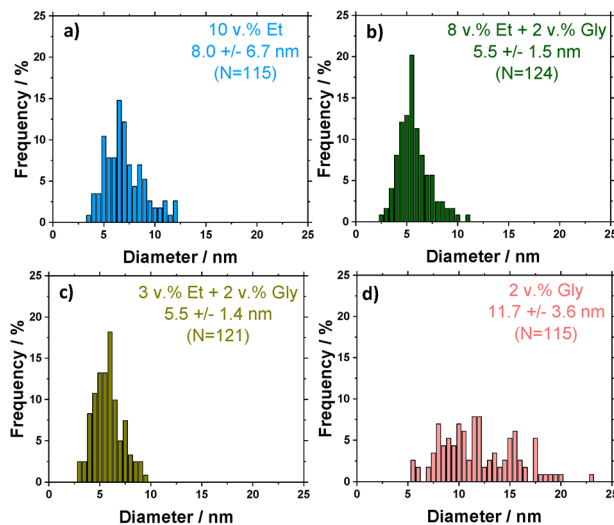 a)
10 v.% Et
8.0 +/- 6.7 nm
(N=115)
Frequency / %
25
20
15
10
5
0
0 5 10 15 20 25
Diameter / nm
b)
8 v.% Et + 2 v.% Gly
5.5 +/- 1.5 nm
(N=124)
Frequency / %
25
20
15
10
5
0
0 5 10 15 20 25
Diameter / nm
c)
3 v.% Et + 2 v.% Gly
5.5 +/- 1.4 nm
(N=121)
Frequency / %
25
20
15
10
5
0
0 5 10 15 20 25
Diameter / nm
d)
2 v.% Gly
11.7 +/- 3.6 nm
(N=115)
Frequency / %
25
20
15
10
5
0
0 5 10 15 20 25
Diameter / nm